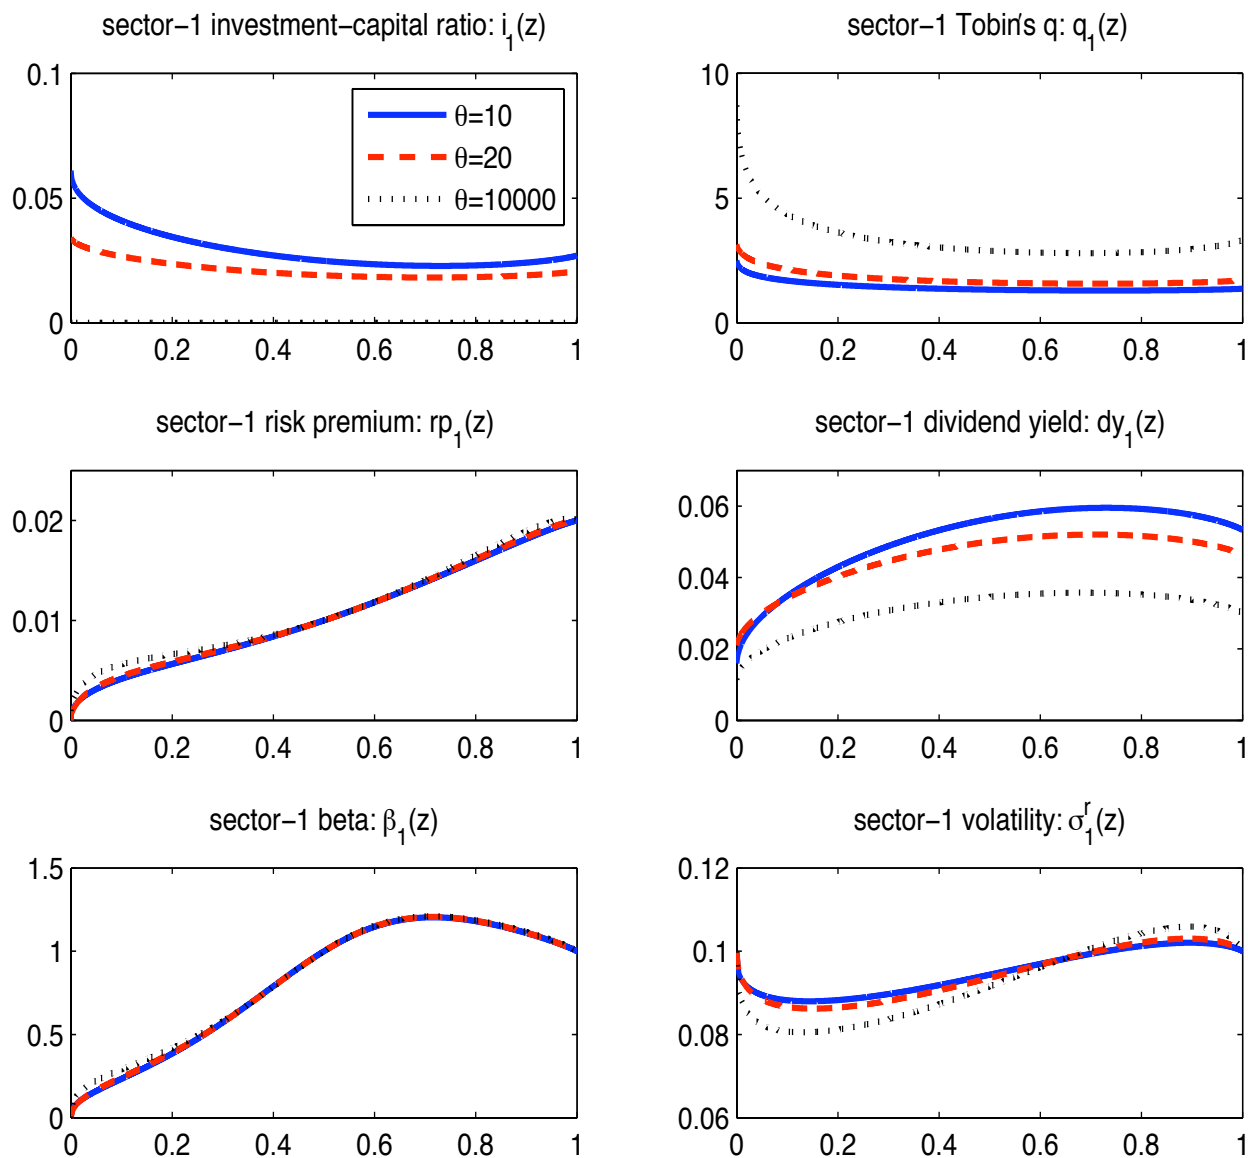 sector−1 investment−capital ratio: i₁(z)
0.1
0.05
0
0 0.2 0.4 0.6 0.8 1
θ=10
θ=20
θ=10000
sector−1 Tobin's q: q₁(z)
10
5
0
0 0.2 0.4 0.6 0.8 1
sector−1 risk premium: rp₁(z)
0.02
0.01
0
0 0.2 0.4 0.6 0.8 1
sector−1 dividend yield: dy₁(z)
0.06
0.04
0.02
0
0 0.2 0.4 0.6 0.8 1
sector−1 beta: β₁(z)
1.5
1
0.5
0
0 0.2 0.4 0.6 0.8 1
sector−1 volatility: σ₁ʳ(z)
0.12
0.1
0.08
0.06
0 0.2 0.4 0.6 0.8 1